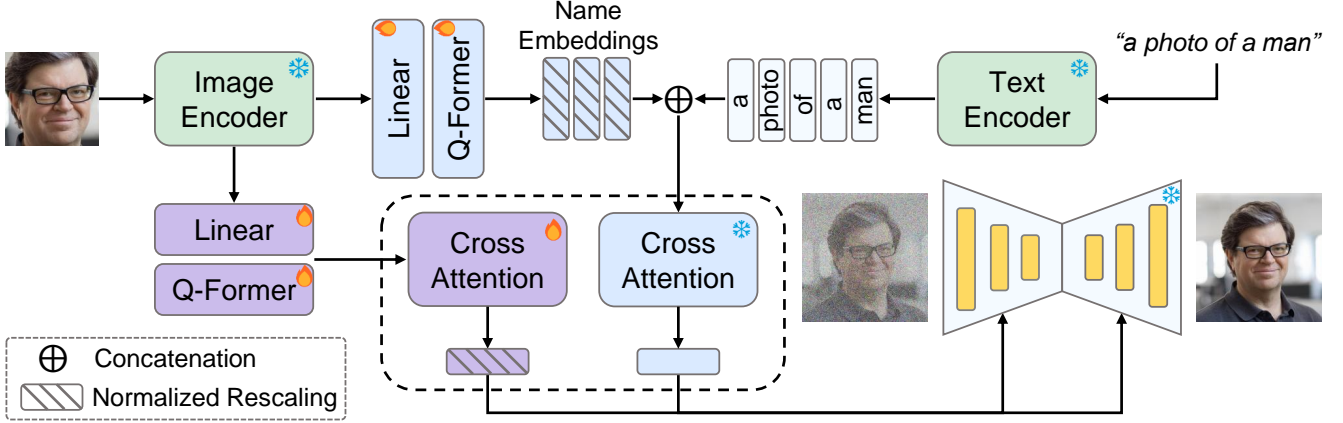 Image
Encoder
Linear
Q-Former
Name
Embeddings
a
photo
of
a
man
Text
Encoder
"a photo of a man"
Linear
Q-Former
Cross
Attention
Cross
Attention
Concatenation
Normalized Rescaling